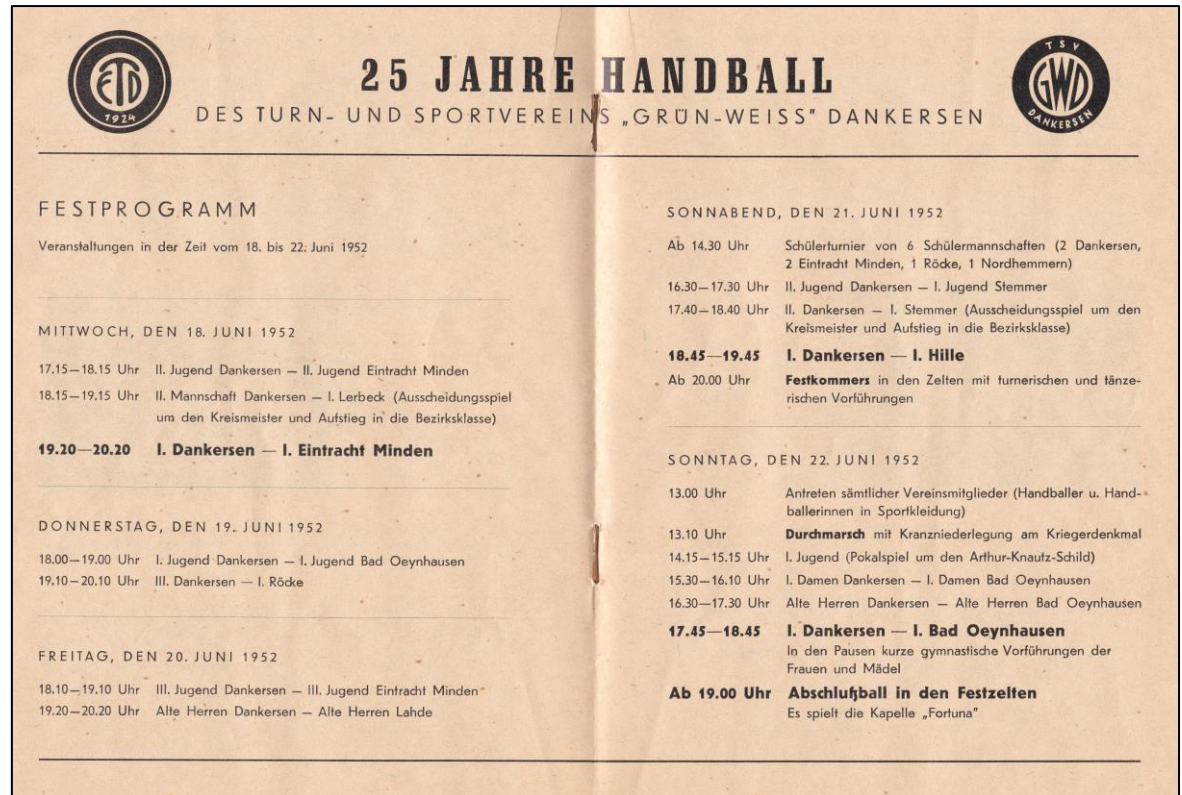 FTD
1924
25 JAHRE HANDBALL
DES TURN- UND SPORTVEREINS „GRÜN-WEISS" DANKERSEN
TSV
GWD
DANKERSEN
FESTPROGRAMM
Veranstaltungen in der Zeit vom 18. bis 22. Juni 1952
MITTWOCH, DEN 18. JUNI 1952
17.15—18.15 Uhr II. Jugend Dankersen — II. Jugend Eintracht Minden
18.15—19.15 Uhr II. Mannschaft Dankersen — I. Lerbeck (Ausscheidungsspiel
um den Kreismeister und Aufstieg in die Bezirksklasse)
19.20—20.20 I. Dankersen — I. Eintracht Minden
DONNERSTAG, DEN 19. JUNI 1952
18.00—19.00 Uhr I. Jugend Dankersen — I. Jugend Bad Oeynhausen
19.10—20.10 Uhr III. Dankersen — I. Röcke
FREITAG, DEN 20. JUNI 1952
18.10—19.10 Uhr III. Jugend Dankersen — III. Jugend Eintracht Minden
19.20—20.20 Uhr Alte Herren Dankersen — Alte Herren Lahde
SONNABEND, DEN 21. JUNI 1952
Ab 14.30 Uhr Schülerturnier von 6 Schülermannschaften (2 Dankersen,
2 Eintracht Minden, 1 Röcke, 1 Nordhemmern)
16.30—17.30 Uhr II. Jugend Dankersen — I. Jugend Stemmer
17.40—18.40 Uhr II. Dankersen — I. Stemmer (Ausscheidungsspiel um den
Kreismeister und Aufstieg in die Bezirksklasse)
18.45—19.45 I. Dankersen — I. Hille
Ab 20.00 Uhr Festkommers in den Zelten mit turnerischen und tänze-
rischen Vorführungen
SONNTAG, DEN 22. JUNI 1952
13.00 Uhr Antreten sämtlicher Vereinsmitglieder (Handballer u. Hand-
ballerinnen in Sportkleidung)
13.10 Uhr Durchmarsch mit Kranzniederlegung am Kriegerdenkmal
14.15—15.15 Uhr I. Jugend (Pokalspiel um den Arthur-Knautz-Schild)
15.30—16.10 Uhr I. Damen Dankersen — I. Damen Bad Oeynhausen
16.30—17.30 Uhr Alte Herren Dankersen — Alte Herren Bad Oeynhausen
17.45—18.45 I. Dankersen — I. Bad Oeynhausen
In den Pausen kurze gymnastische Vorführungen der
Frauen und Mädel
Ab 19.00 Uhr Abschlußball in den Festzelten
Es spielt die Kapelle „Fortuna"